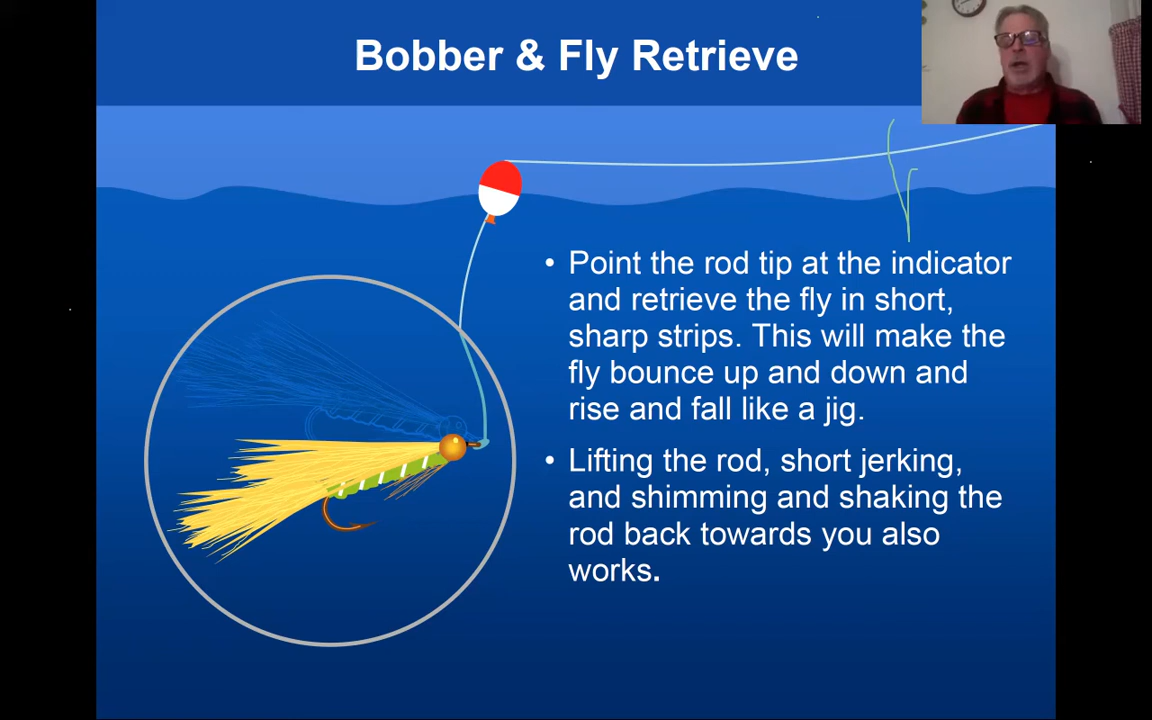 Bobber & Fly Retrieve
• Point the rod tip at the indicator
and retrieve the fly in short,
sharp strips. This will make the
fly bounce up and down and
rise and fall like a jig.
• Lifting the rod, short jerking,
and shimming and shaking the
rod back towards you also
works.